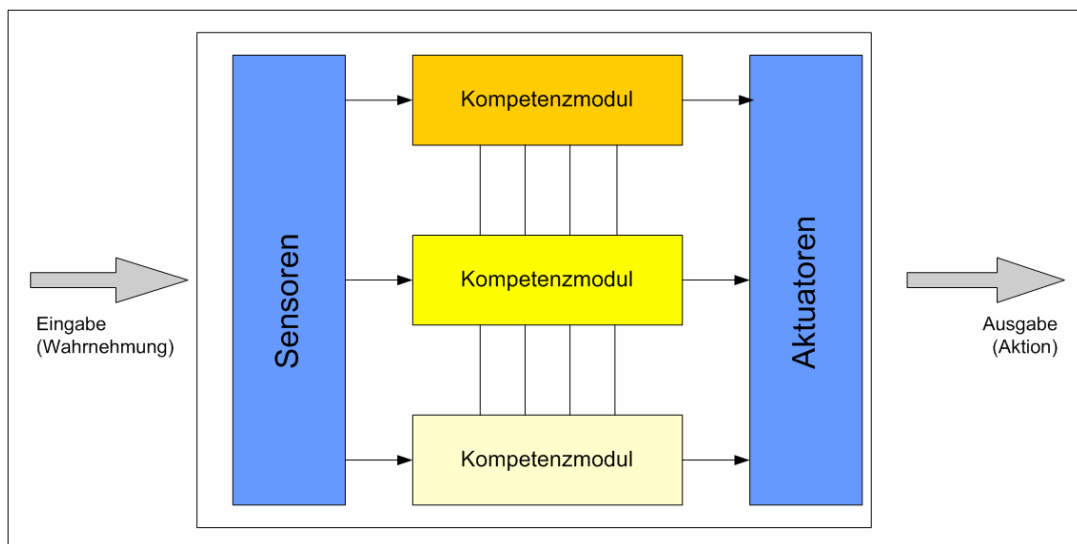 Eingabe
(Wahrnehmung)
Sensoren
Kompetenzmodul
Kompetenzmodul
Kompetenzmodul
Aktuatoren
Ausgabe
(Aktion)